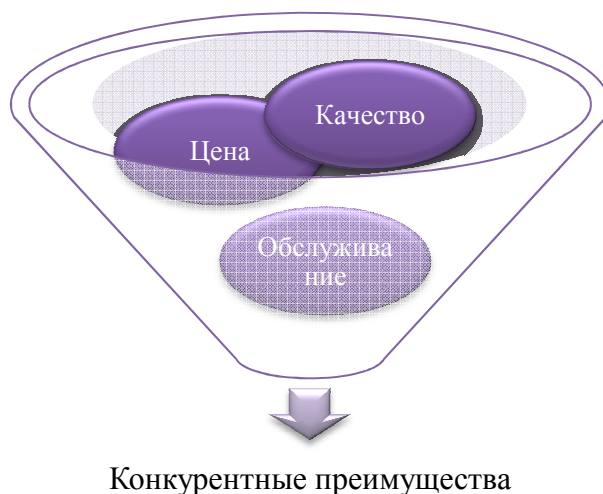 Качество
Цена
Обслужива
ние
Конкурентные преимущества